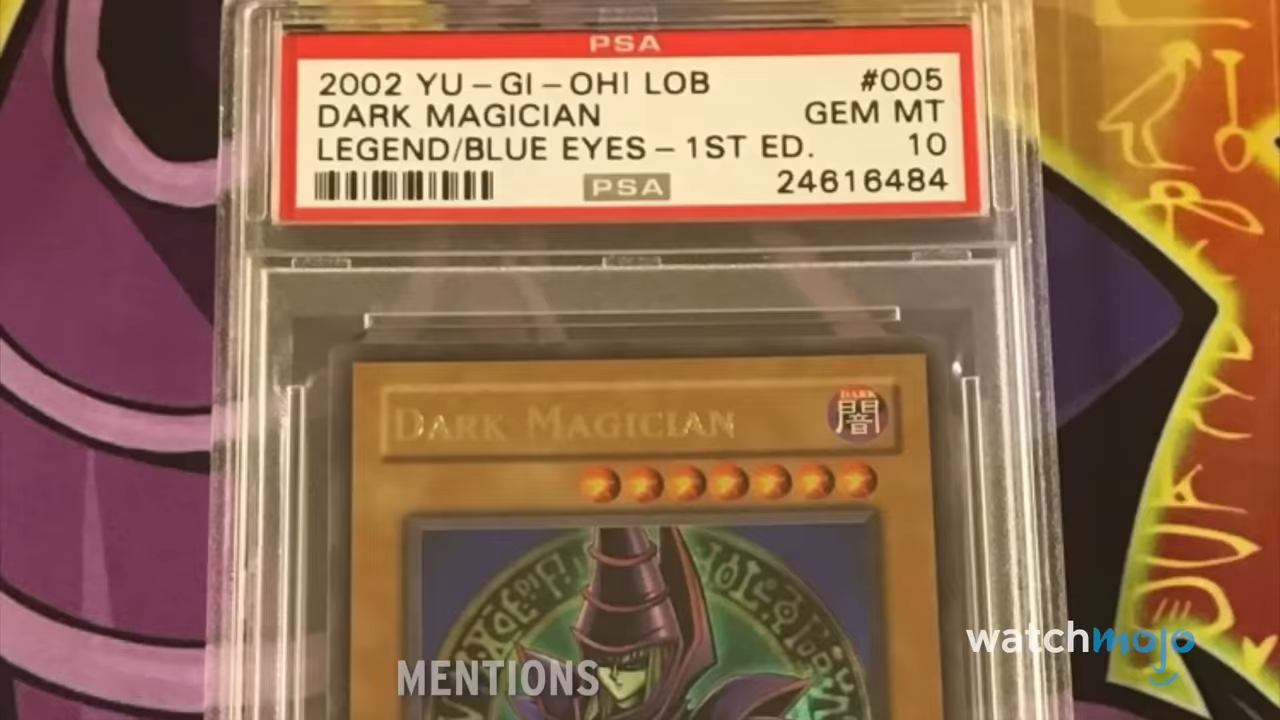 PSA
2002 YU-GI-OH! LOB #005
DARK MAGICIAN GEM MT
LEGEND/BLUE EYES - 1ST ED. 10
PSA 24616484
DARK MAGICIAN
DARK
闇
MENTIONS
watchmojo